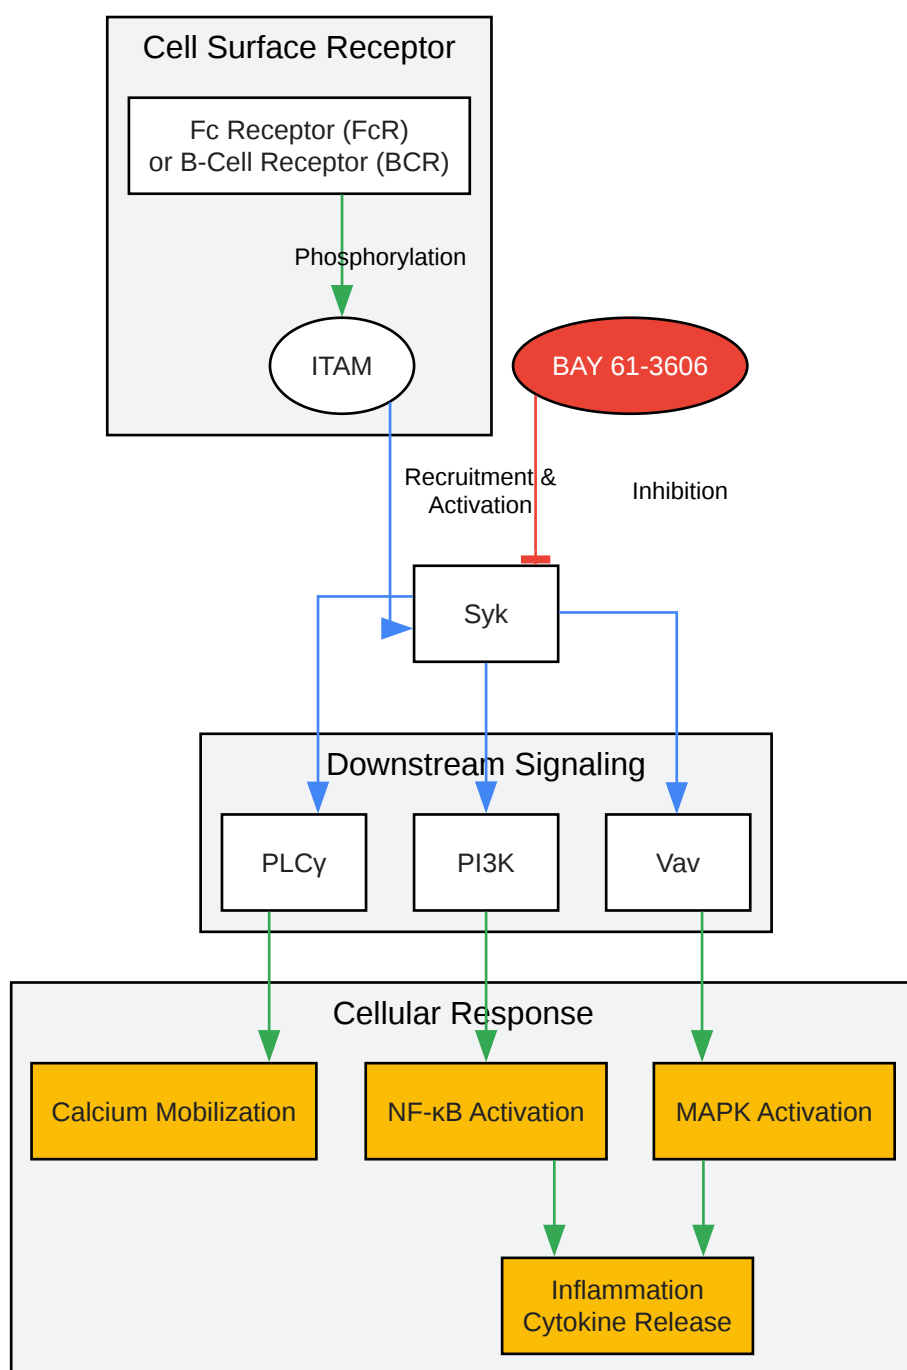 Cell Surface Receptor
Fc Receptor (FcR)
or B-Cell Receptor (BCR)
Phosphorylation
ITAM
BAY 61-3606
Recruitment &
Activation
Inhibition
Syk
Downstream Signaling
PLCγ
PI3K
Vav
Cellular Response
Calcium Mobilization
NF-κB Activation
MAPK Activation
Inflammation
Cytokine Release